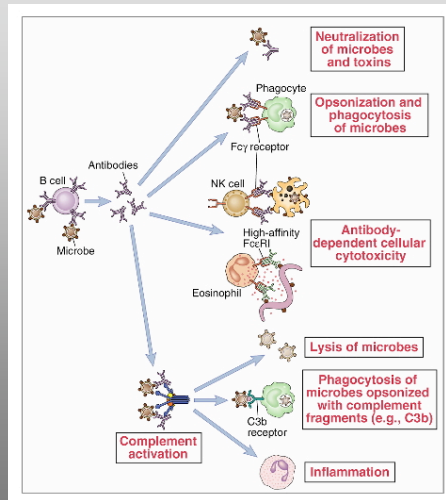 Neutralization
of microbes
and toxins
Phagocyte
Opsonization and
phagocytosis
of microbes
Fcγ receptor
Antibodies
B cell
NK cell
Microbe
High-affinity
FcεRI
Antibody-
dependent cellular
cytotoxicity
Eosinophil
Lysis of microbes
Phagocytosis of
microbes opsonized
with complement
fragments (e.g., C3b)
C3b
receptor
Complement
activation
Inflammation